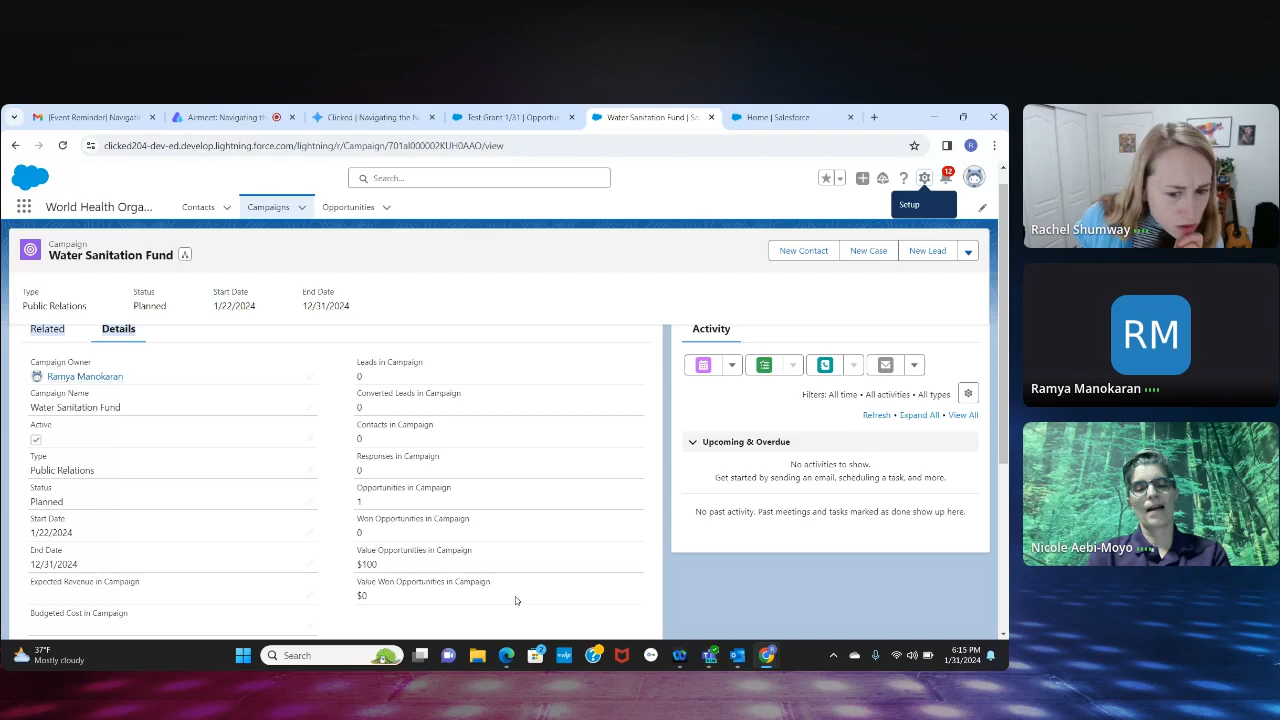 [Event Reminder] Navigati
Airmeet: Navigating the
Clicked | Navigating the N
Test Grant 1/31 | Opportun
Water Sanitation Fund | Sa
Home | Salesforce
clicked204-dev-ed.develop.lightning.force.com/lightning/r/Campaign/701al000002KUH0AAO/view
R
Search...
12
World Health Orga...
Contacts
Campaigns
Opportunities
Setup
Campaign
Water Sanitation Fund
New Contact
New Case
New Lead
Type
Status
Start Date
End Date
Public Relations
Planned
1/22/2024
12/31/2024
Related
Details
Campaign Owner
Ramya Manokaran
Campaign Name
Water Sanitation Fund
Active
Type
Public Relations
Status
Planned
Start Date
1/22/2024
End Date
12/31/2024
Expected Revenue in Campaign
Budgeted Cost in Campaign
Leads in Campaign
0
Converted Leads in Campaign
0
Contacts in Campaign
0
Responses in Campaign
0
Opportunities in Campaign
1
Won Opportunities in Campaign
0
Value Opportunities in Campaign
$100
Value Won Opportunities in Campaign
$0
Activity
Filters: All time • All activities • All types
Refresh • Expand All • View All
Upcoming & Overdue
No activities to show.
Get started by sending an email, scheduling a task, and more.
No past activity. Past meetings and tasks marked as done show up here.
37°F
Mostly cloudy
Search
6:15 PM
1/31/2024
Rachel Shumway
RM
Ramya Manokaran
Nicole Aebi-Moyo